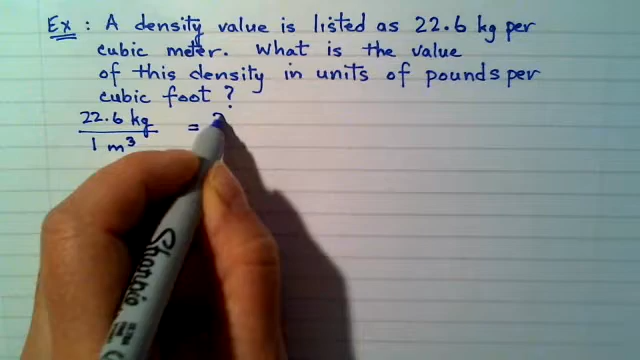 Ex : A density value is listed as 22.6 kg per
cubic meter. What is the value
of this density in units of pounds per
cubic foot ?
22.6 kg
1 m³
= ?
Sharpie